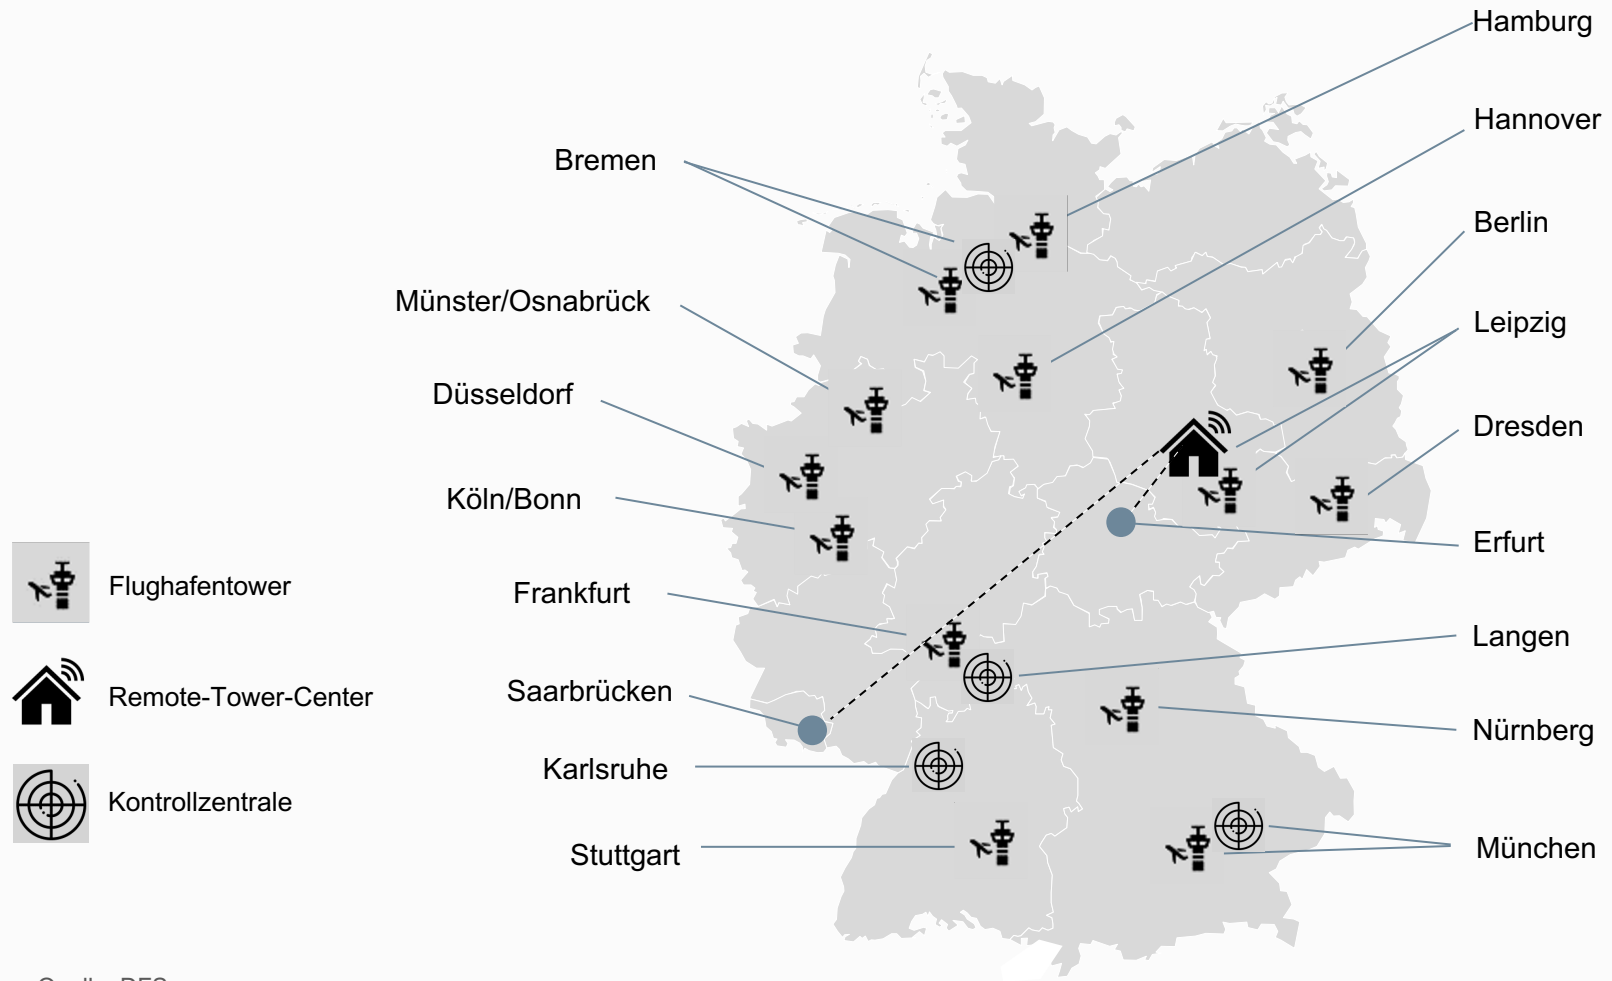 Hamburg
Hannover
Bremen
Berlin
Münster/Osnabrück
Leipzig
Düsseldorf
Dresden
Köln/Bonn
Erfurt
Flughafentower
Frankfurt
Langen
Saarbrücken
Remote-Tower-Center
Nürnberg
Karlsruhe
Kontrollzentrale
Stuttgart
München